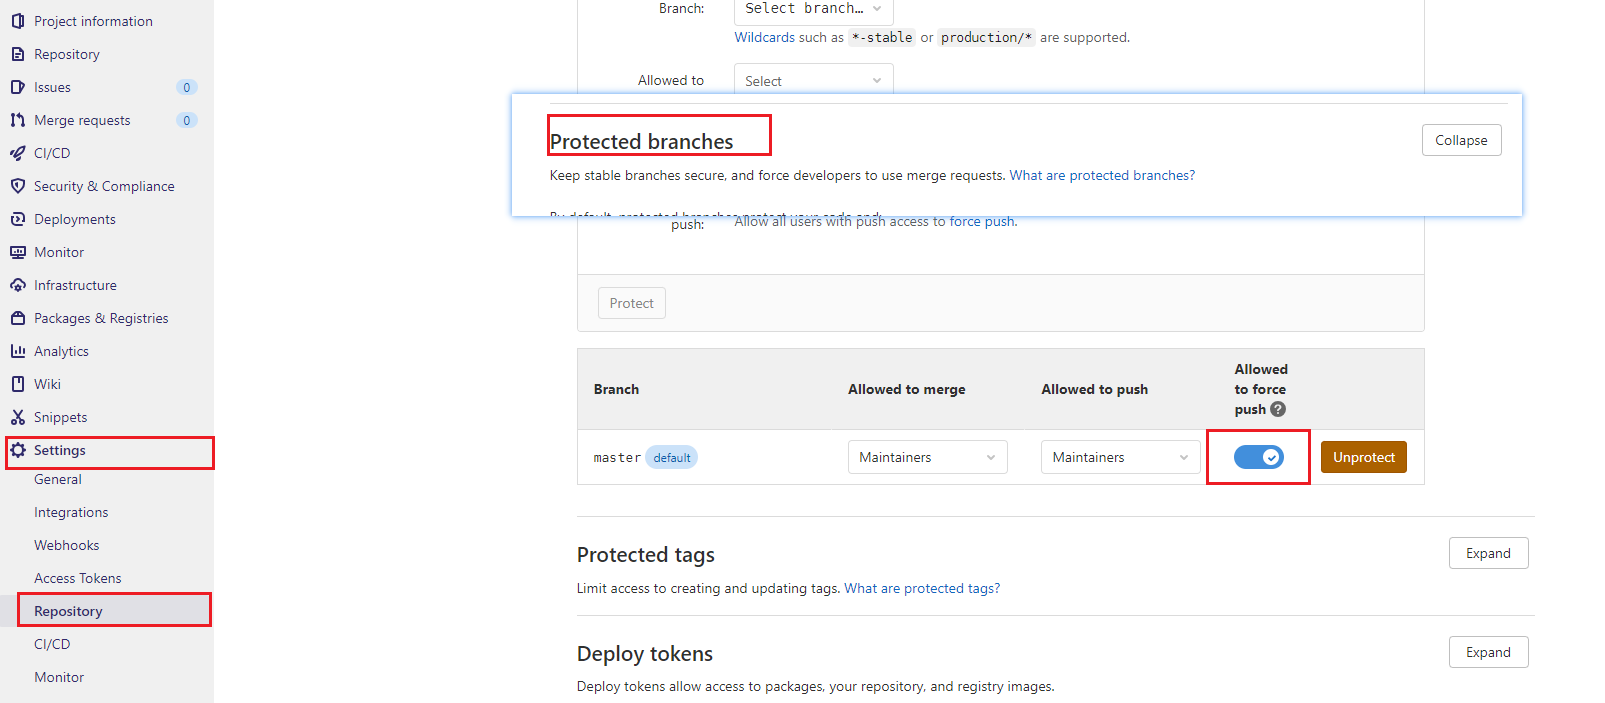 Project information
Repository
Issues 0
Merge requests 0
CI/CD
Security & Compliance
Deployments
Monitor
Infrastructure
Packages & Registries
Analytics
Wiki
Snippets
Settings
General
Integrations
Webhooks
Access Tokens
Repository
CI/CD
Monitor
Branch: Select branch...
Wildcards such as *-stable or production/* are supported.
Allowed to Select
Protected branches
Collapse
Keep stable branches secure, and force developers to use merge requests. What are protected branches?
By default, protected branches protect your code and:
push: Allow all users with push access to force push.
Protect
Branch Allowed to merge Allowed to push
Allowed
to force
push ?
master default Maintainers Maintainers Unprotect
Protected tags
Expand
Limit access to creating and updating tags. What are protected tags?
Deploy tokens
Expand
Deploy tokens allow access to packages, your repository, and registry images.